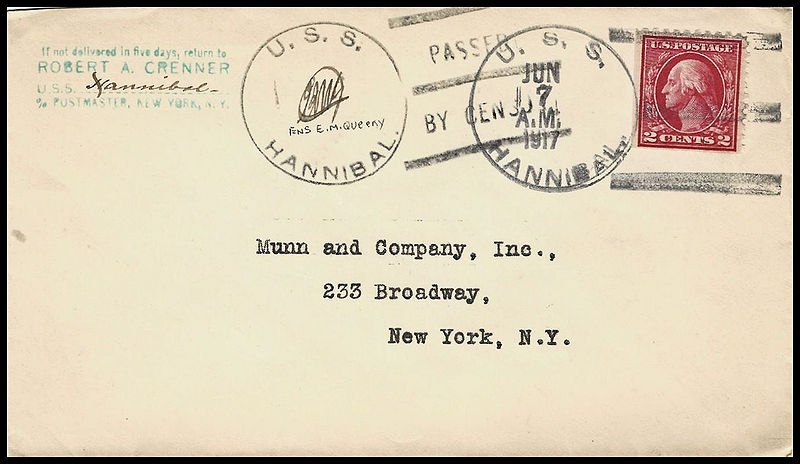 If not delivered in five days, return to
ROBERT A. CRENNER
U.S.S. Hannibal
c/o POSTMASTER, NEW YORK, N.Y.
U. S. S.
ENS E.M. Queeny
HANNIBAL.
PASSED
BY CENSOR
U. S. S.
JUN
7
A.M.
1917
HANNIBAL.
U.S. POSTAGE
2 CENTS 2
Munn and Company, Inc.,
233 Broadway,
New York, N.Y.